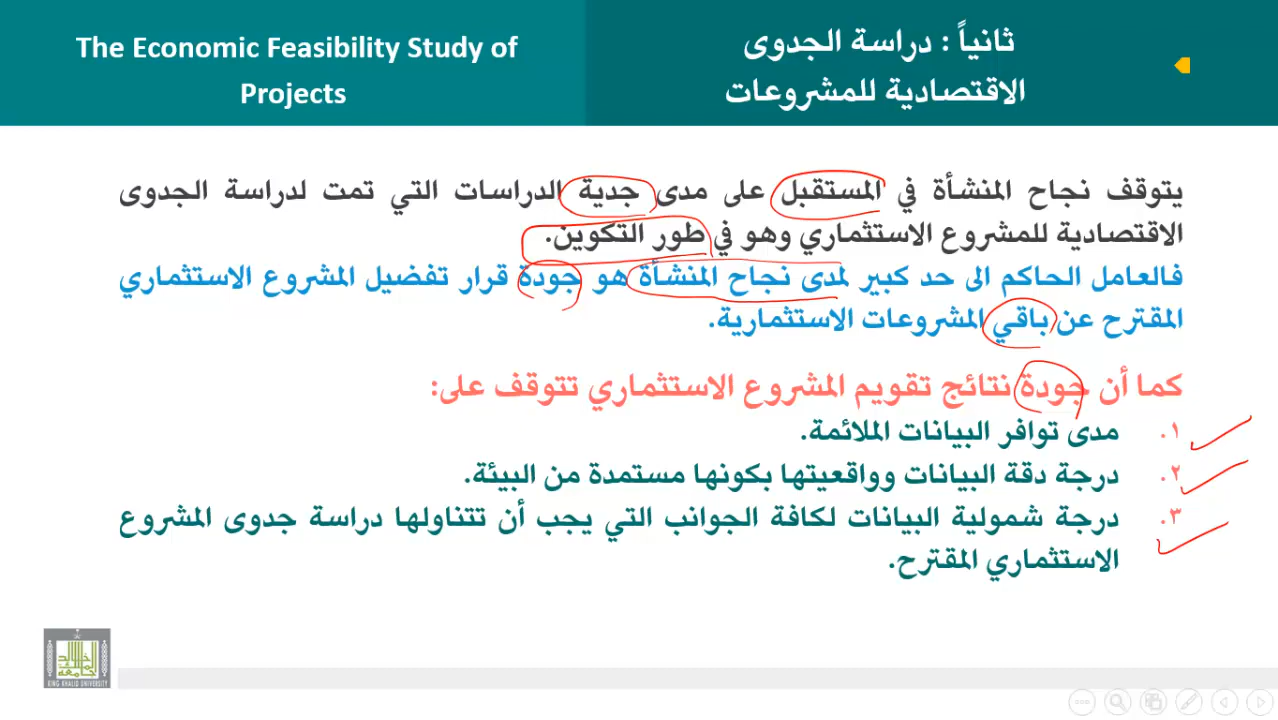 ثانياً : دراسة الجدوى
الاقتصادية للمشروعات
The Economic Feasibility Study of
Projects
يتوقف نجاح المنشأة في المستقبل على مدى جدية الدراسات التي تمت لدراسة الجدوى
الاقتصادية للمشروع الاستثماري وهو في طور التكوين.
فالعامل الحاكم الى حد كبير لمدى نجاح المنشأة هو جودة قرار تفضيل المشروع الاستثماري
المقترح عن باقي المشروعات الاستثمارية.
كما أن جودة نتائج تقويم المشروع الاستثماري تتوقف على:
١. مدى توافر البيانات الملائمة.
٢. درجة دقة البيانات وواقعيتها بكونها مستمدة من البيئة.
٣. درجة شمولية البيانات لكافة الجوانب التي يجب أن تتناولها دراسة جدوى المشروع
الاستثماري المقترح.
KING KHALID UNIVERSITY